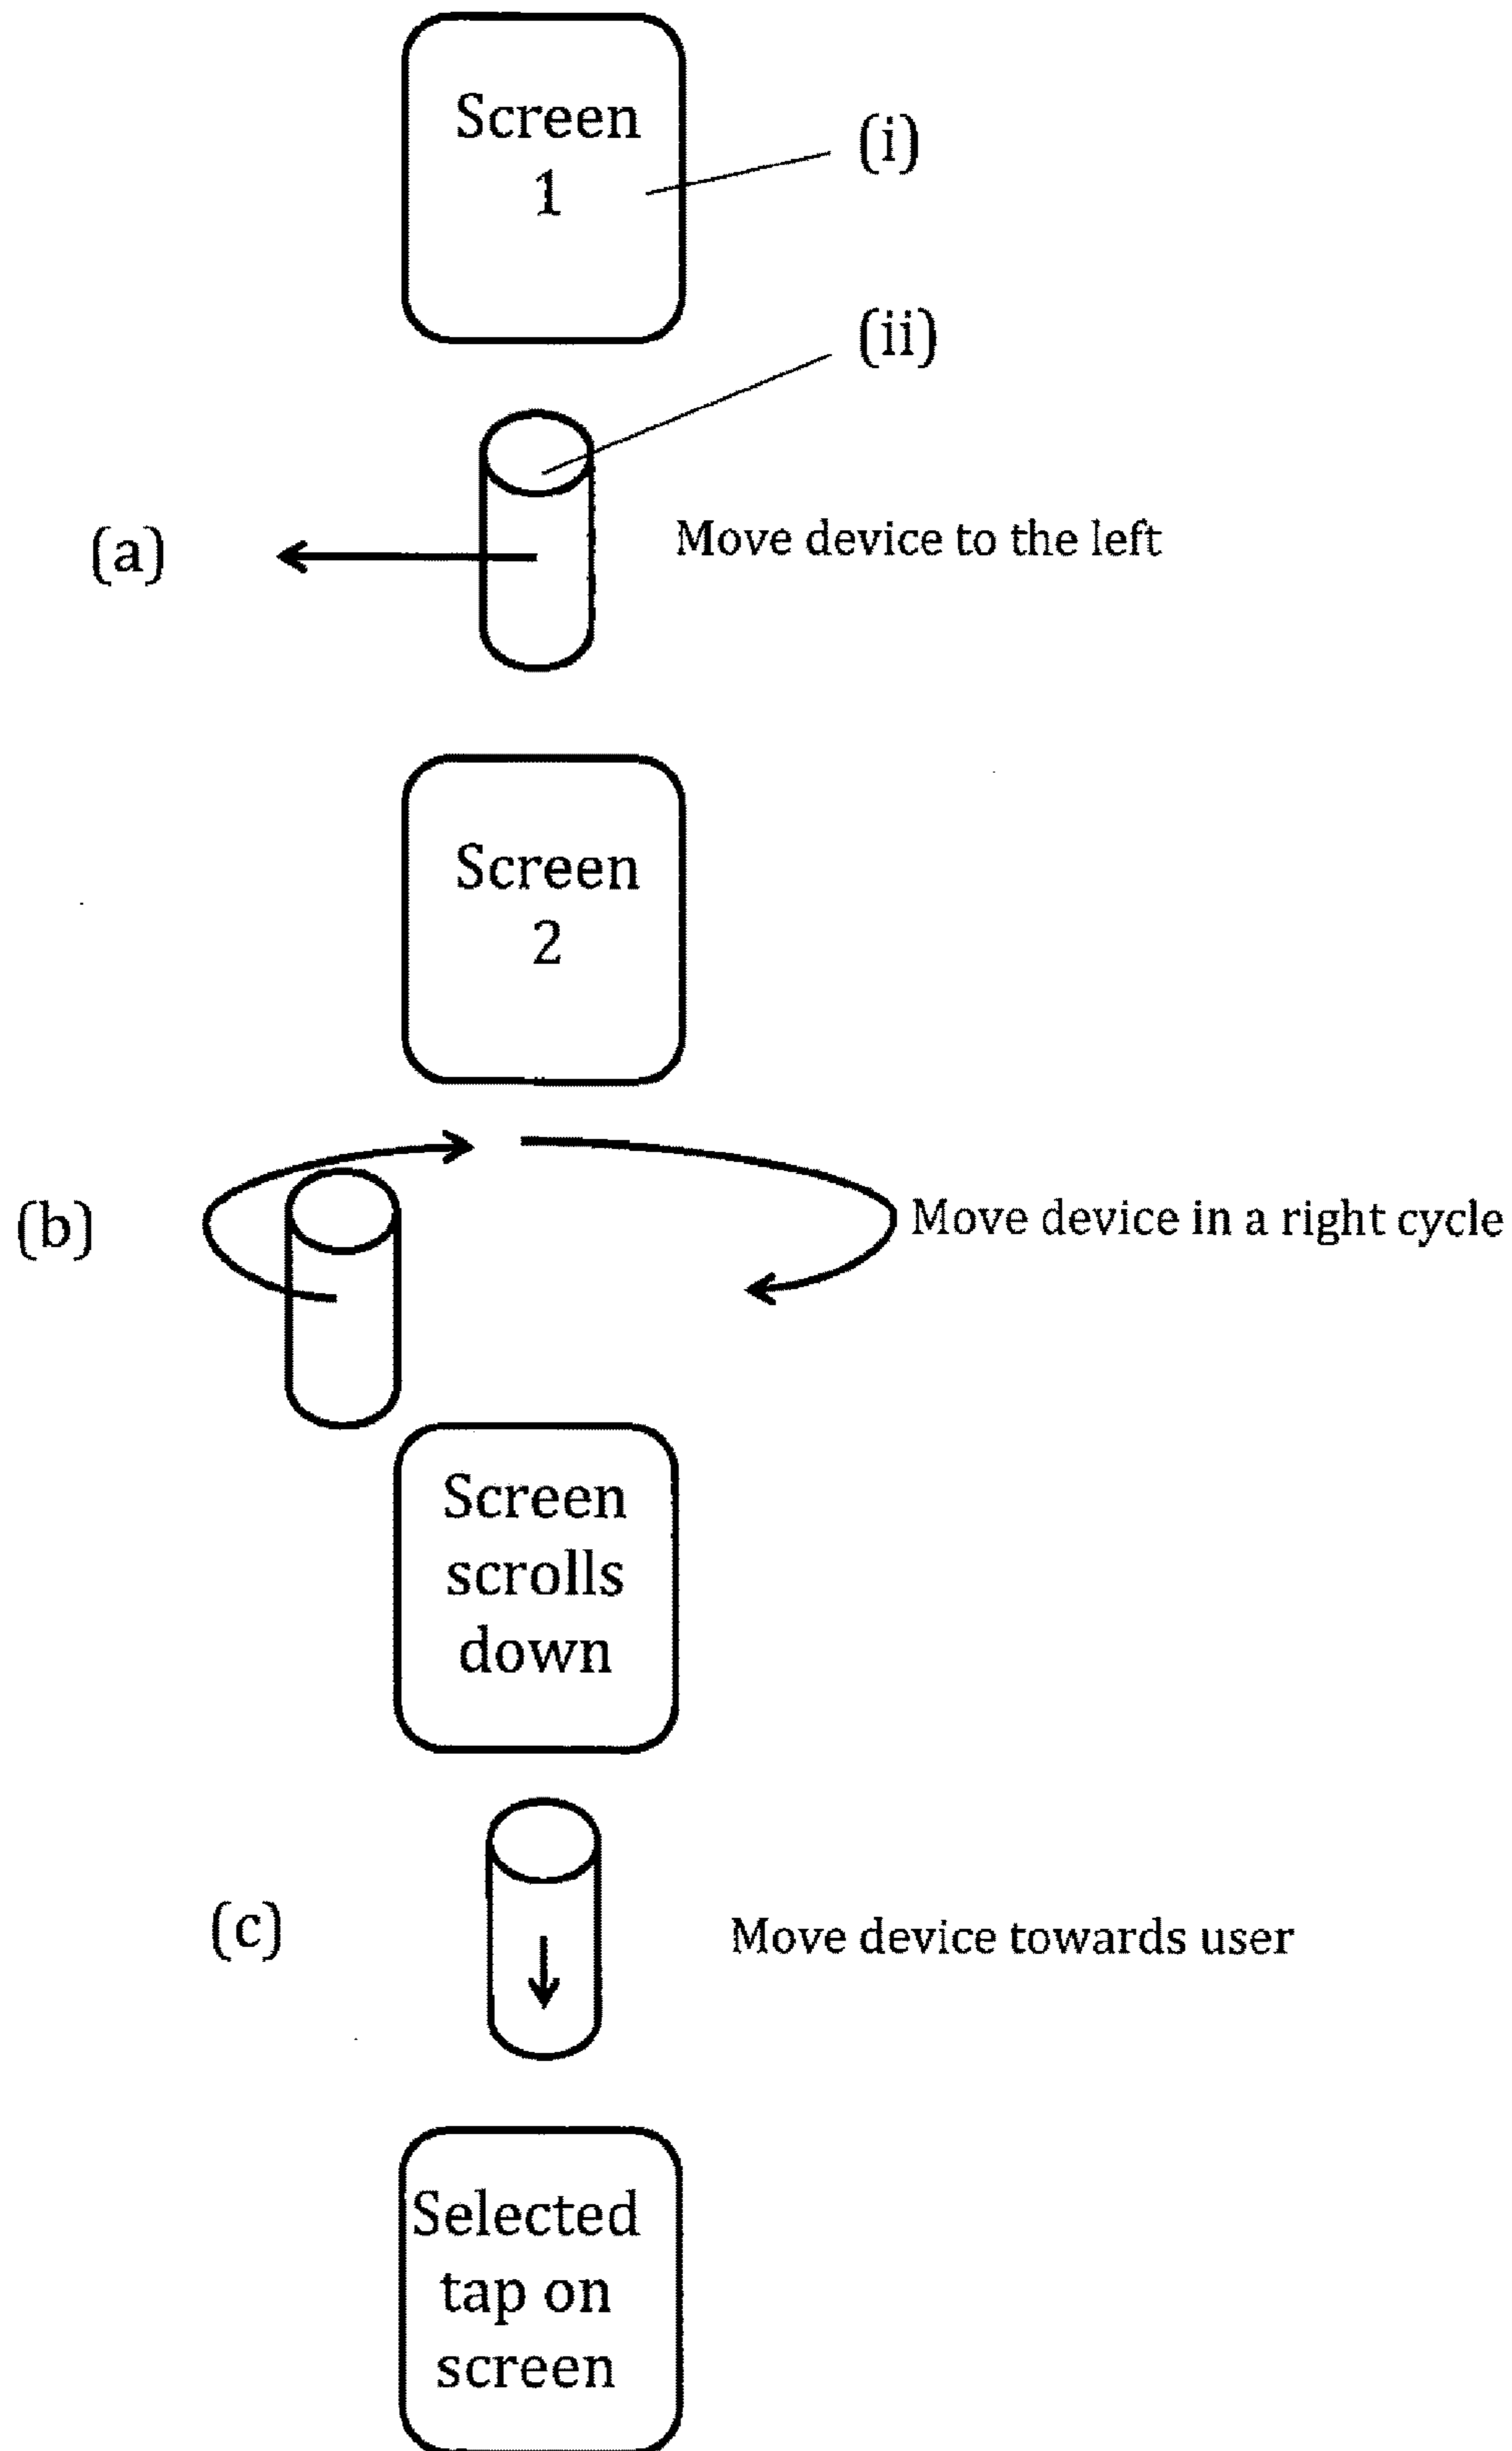 Screen
1
(i)
(ii)
(a)
Move device to the left
Screen
2
(b)
Move device in a right cycle
Screen
scrolls
down
(c)
Move device towards user
Selected
tap on
screen